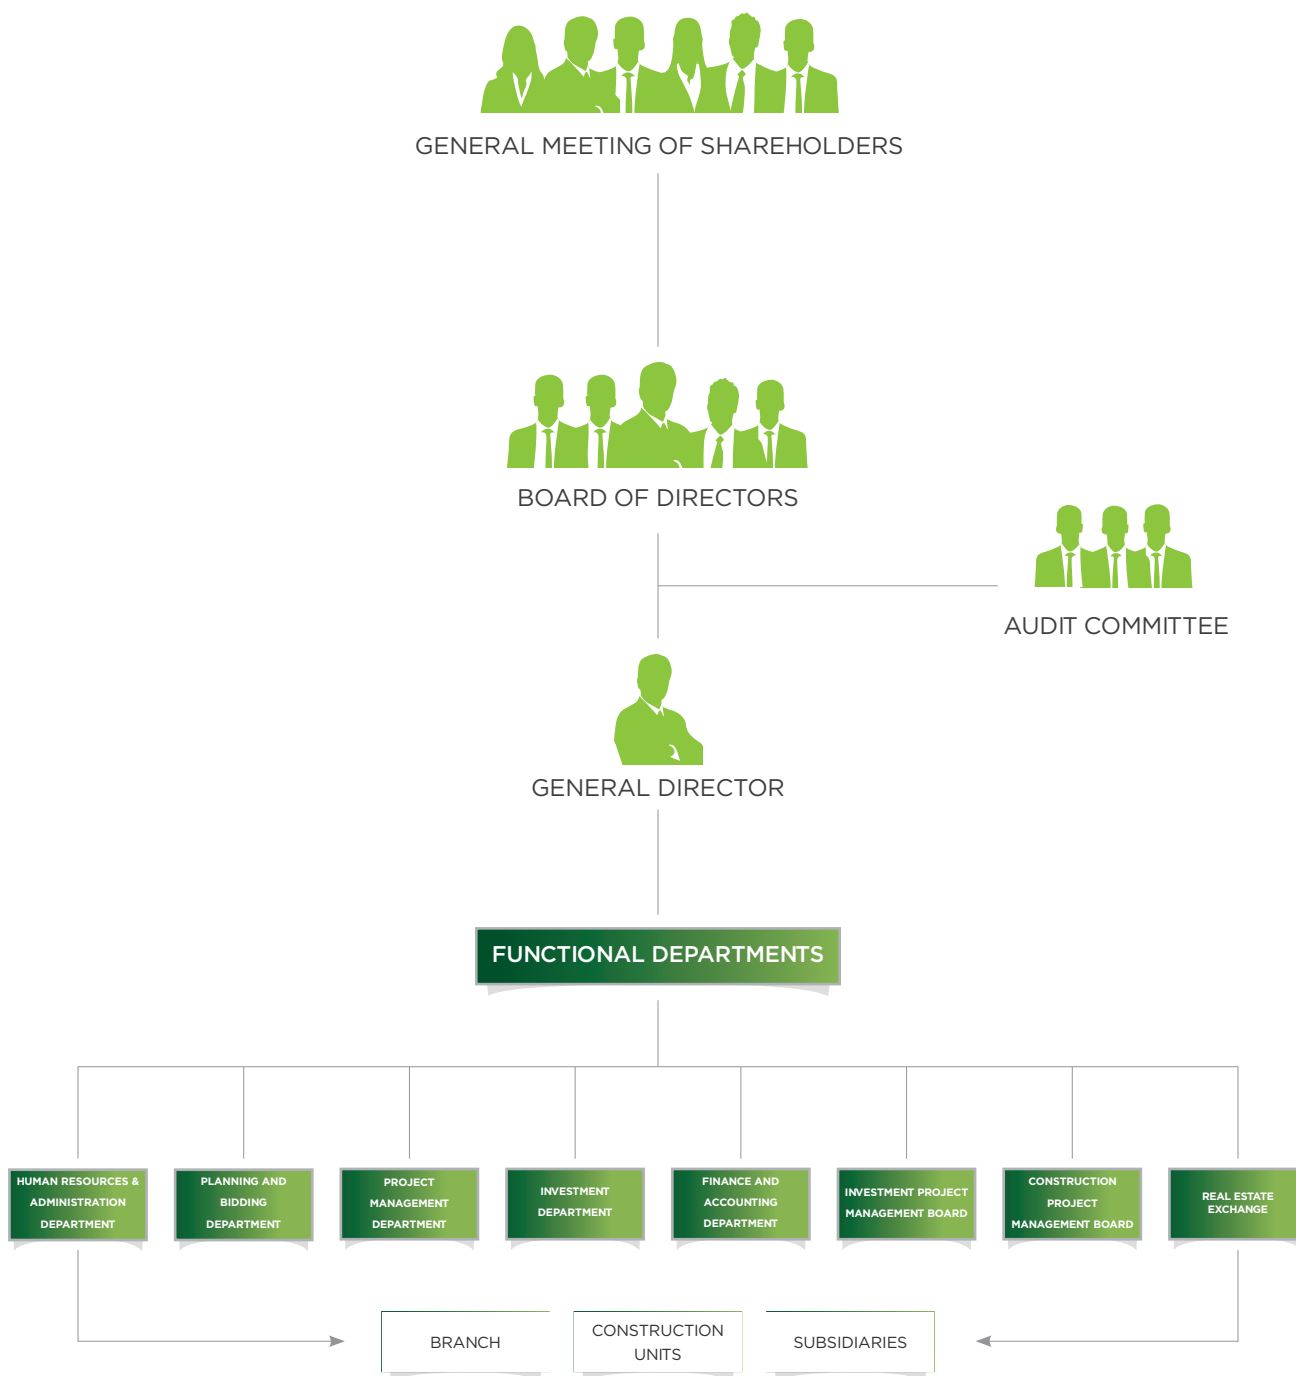 GENERAL MEETING OF SHAREHOLDERS
BOARD OF DIRECTORS
AUDIT COMMITTEE
GENERAL DIRECTOR
FUNCTIONAL DEPARTMENTS
HUMAN RESOURCES &
ADMINISTRATION
DEPARTMENT
PLANNING AND
BIDDING
DEPARTMENT
PROJECT
MANAGEMENT
DEPARTMENT
INVESTMENT
DEPARTMENT
FINANCE AND
ACCOUNTING
DEPARTMENT
INVESTMENT PROJECT
MANAGEMENT BOARD
CONSTRUCTION
PROJECT
MANAGEMENT BOARD
REAL ESTATE
EXCHANGE
BRANCH
CONSTRUCTION
UNITS
SUBSIDIARIES